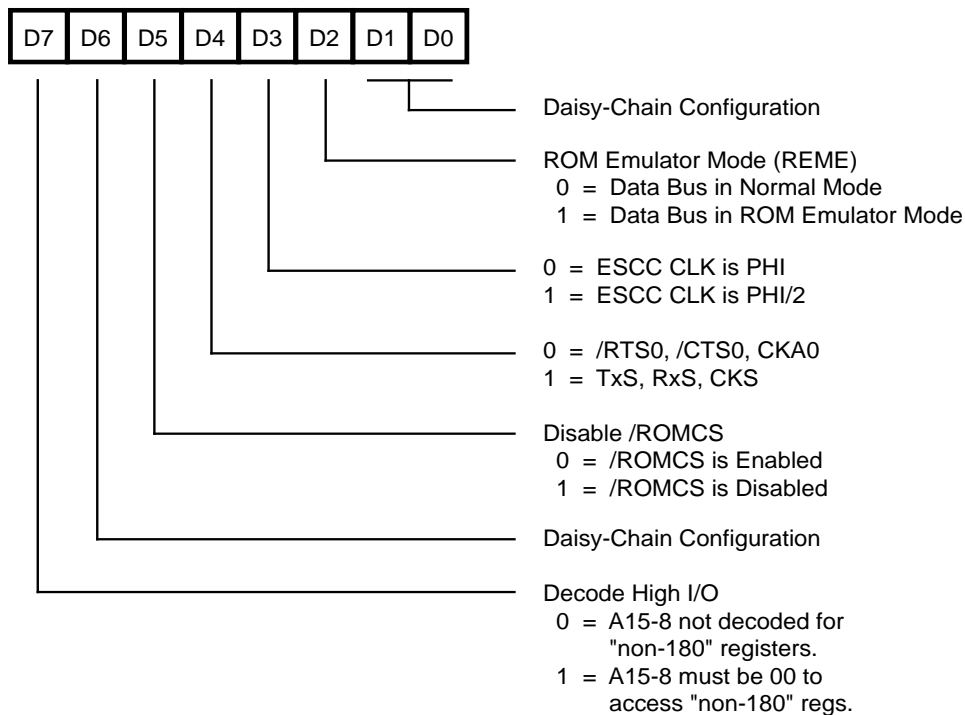 D7 D6 D5 D4 D3 D2 D1 D0
Daisy-Chain Configuration
ROM Emulator Mode (REME)
0 = Data Bus in Normal Mode
1 = Data Bus in ROM Emulator Mode
0 = ESCC CLK is PHI
1 = ESCC CLK is PHI/2
0 = /RTS0, /CTS0, CKA0
1 = TxS, RxS, CKS
Disable /ROMCS
0 = /ROMCS is Enabled
1 = /ROMCS is Disabled
Daisy-Chain Configuration
Decode High I/O
0 = A15-8 not decoded for
"non-180" registers.
1 = A15-8 must be 00 to
access "non-180" regs.